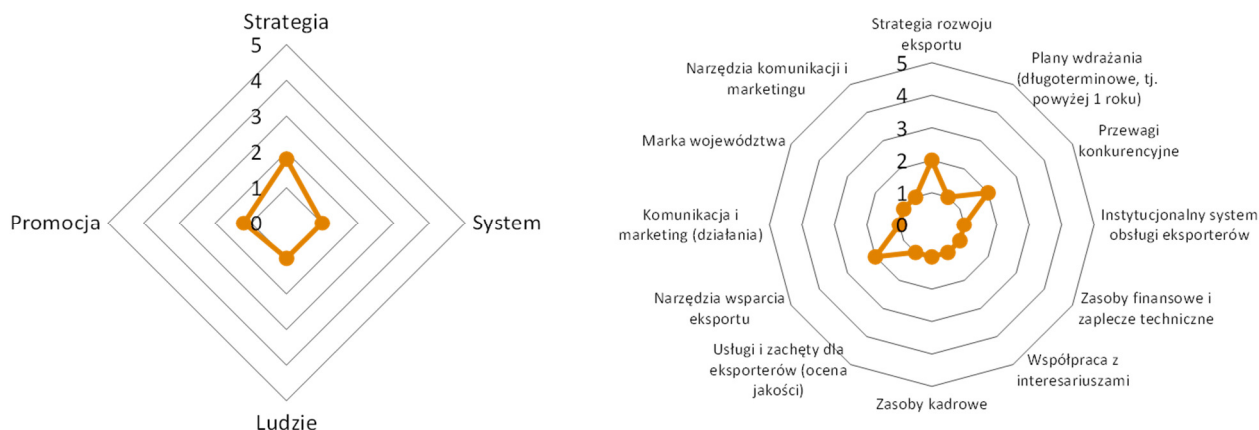 Strategia
5
4
3
2
1
0
Promocja
System
Ludzie
Strategia rozwoju
eksportu
Plany wdrażania
(długoterminowe, tj.
powyżej 1 roku)
Przewagi
konkurencyjne
Instytucjonalny system
obsługi eksporterów
Zasoby finansowe i
zaplecze techniczne
Współpraca z
interesariuszami
Zasoby kadrowe
Usługi i zachęty dla
eksporterów (ocena
jakości)
Narzędzia wsparcia
eksportu
Komunikacja i
marketing (działania)
Marka województwa
Narzędzia komunikacji i
marketingu
5
4
3
2
1
0